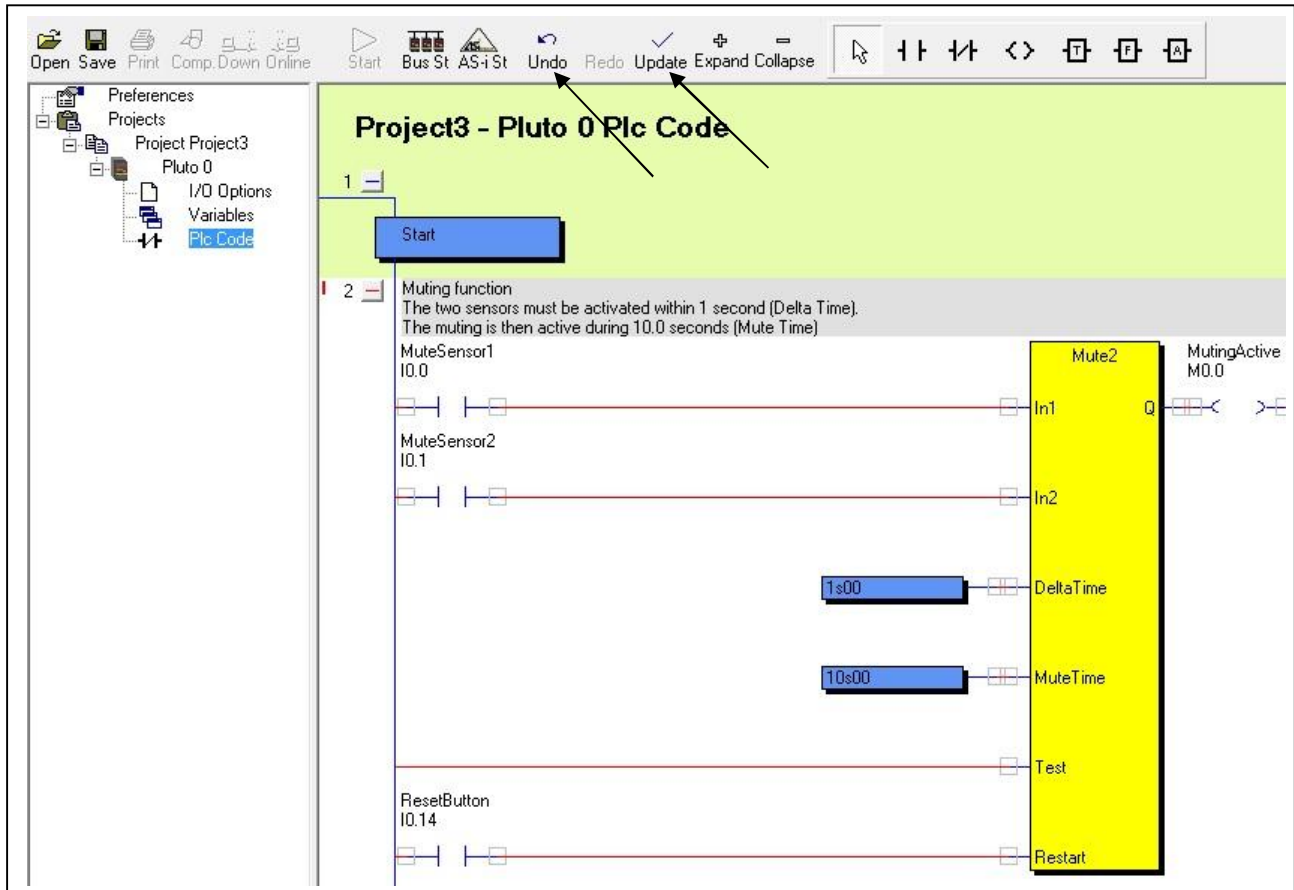 Open Save Print Comp. Down Online Start Bus St AS-i St Undo Redo Update Expand Collapse T F A
Preferences
Projects
Project Project3
Pluto 0
I/O Options
Variables
Plc Code
Project3 - Pluto 0 Plc Code
1
Start
2
Muting function
The two sensors must be activated within 1 second (Delta Time).
The muting is then active during 10.0 seconds (Mute Time)
MuteSensor1
I0.0
Mute2
MutingActive
M0.0
In1 Q
MuteSensor2
I0.1
In2
1s00 DeltaTime
10s00 MuteTime
Test
ResetButton
I0.14
Restart